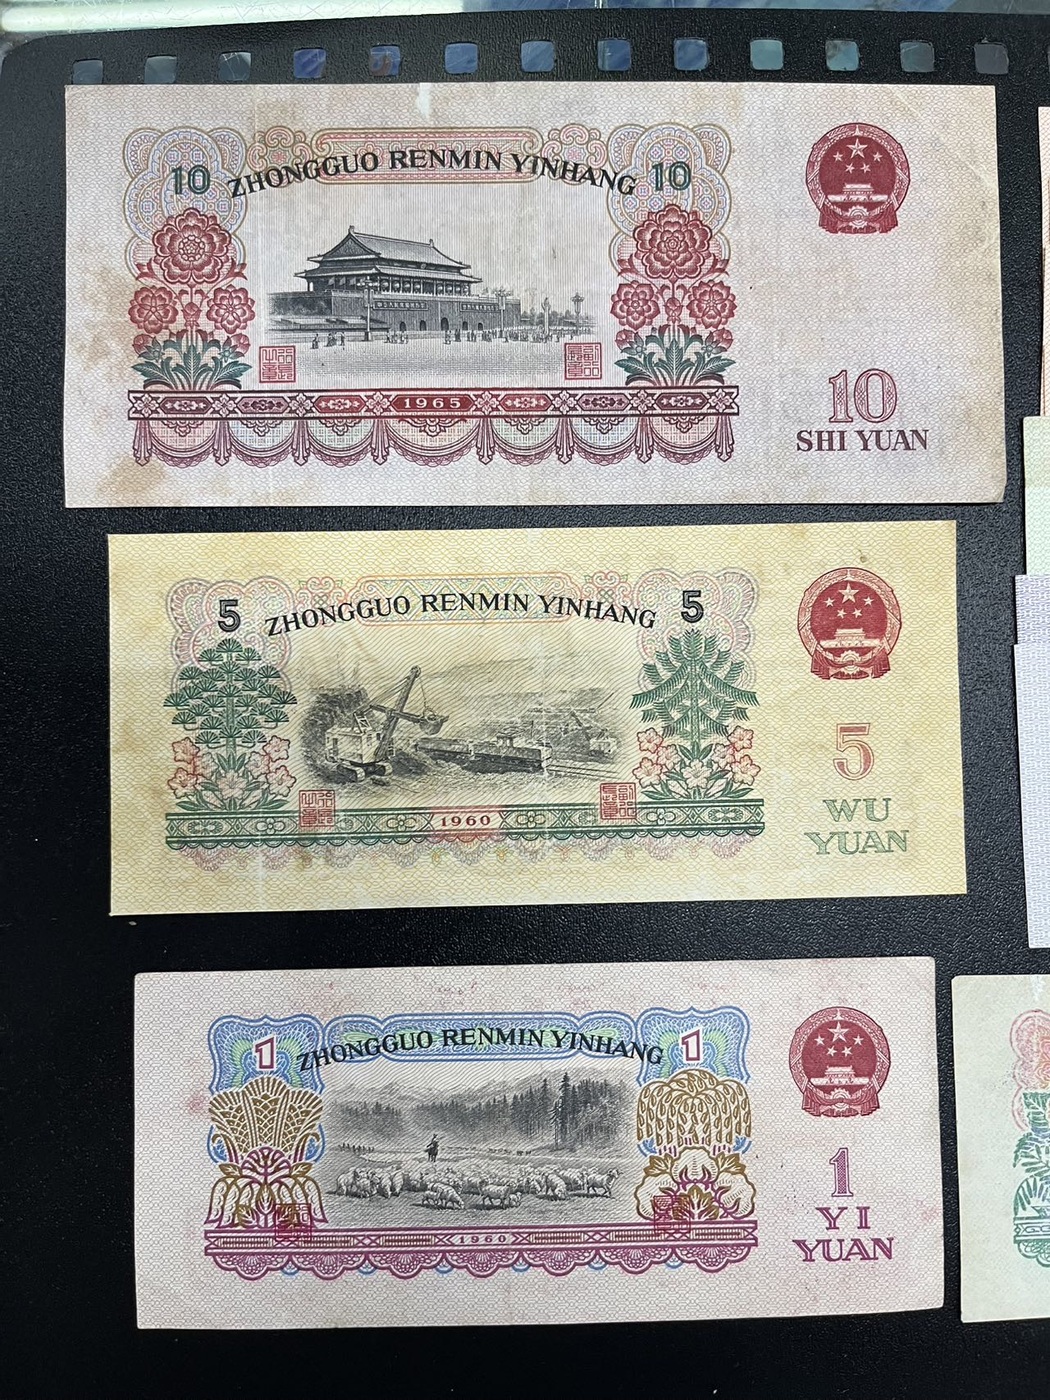 10 ZHONGGUO RENMIN YINHANG 10
1965
10
SHI YUAN
5 ZHONGGUO RENMIN YINHANG 5
1960
5
WU
YUAN
1 ZHONGGUO RENMIN YINHANG 1
1960
1
YI
YUAN